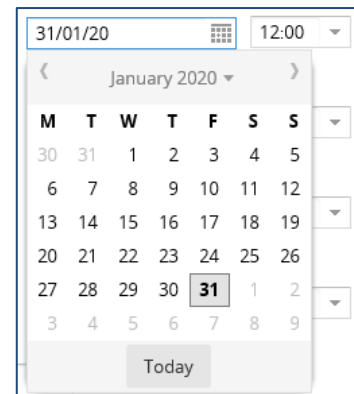 31/01/20 12:00
January 2020
M T W T F S S
30 31 1 2 3 4 5
6 7 8 9 10 11 12
13 14 15 16 17 18 19
20 21 22 23 24 25 26
27 28 29 30 31 1 2
3 4 5 6 7 8 9
Today